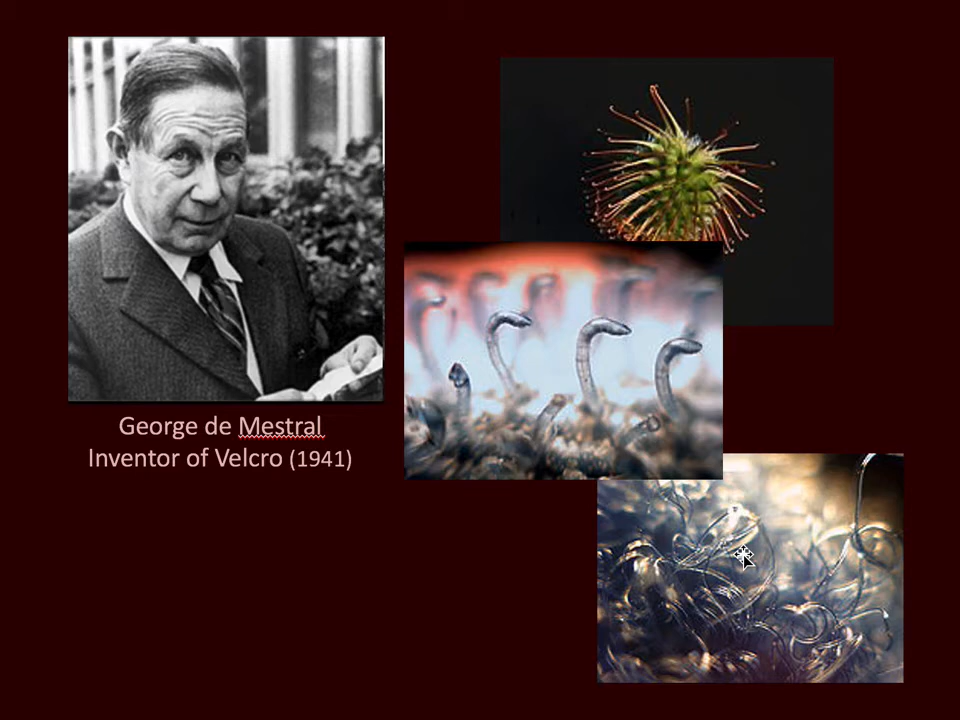 George de Mestral
Inventor of Velcro (1941)